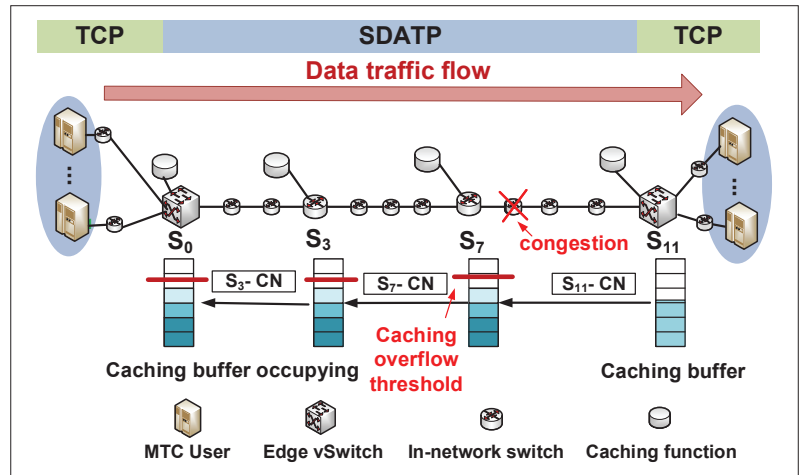 TCP SDATP TCP
Data traffic flow
S0 S3 S7 S11
congestion
S3- CN S7- CN S11- CN
Caching
overflow
threshold
Caching buffer occupying Caching buffer
MTC User Edge vSwitch In-network switch Caching function